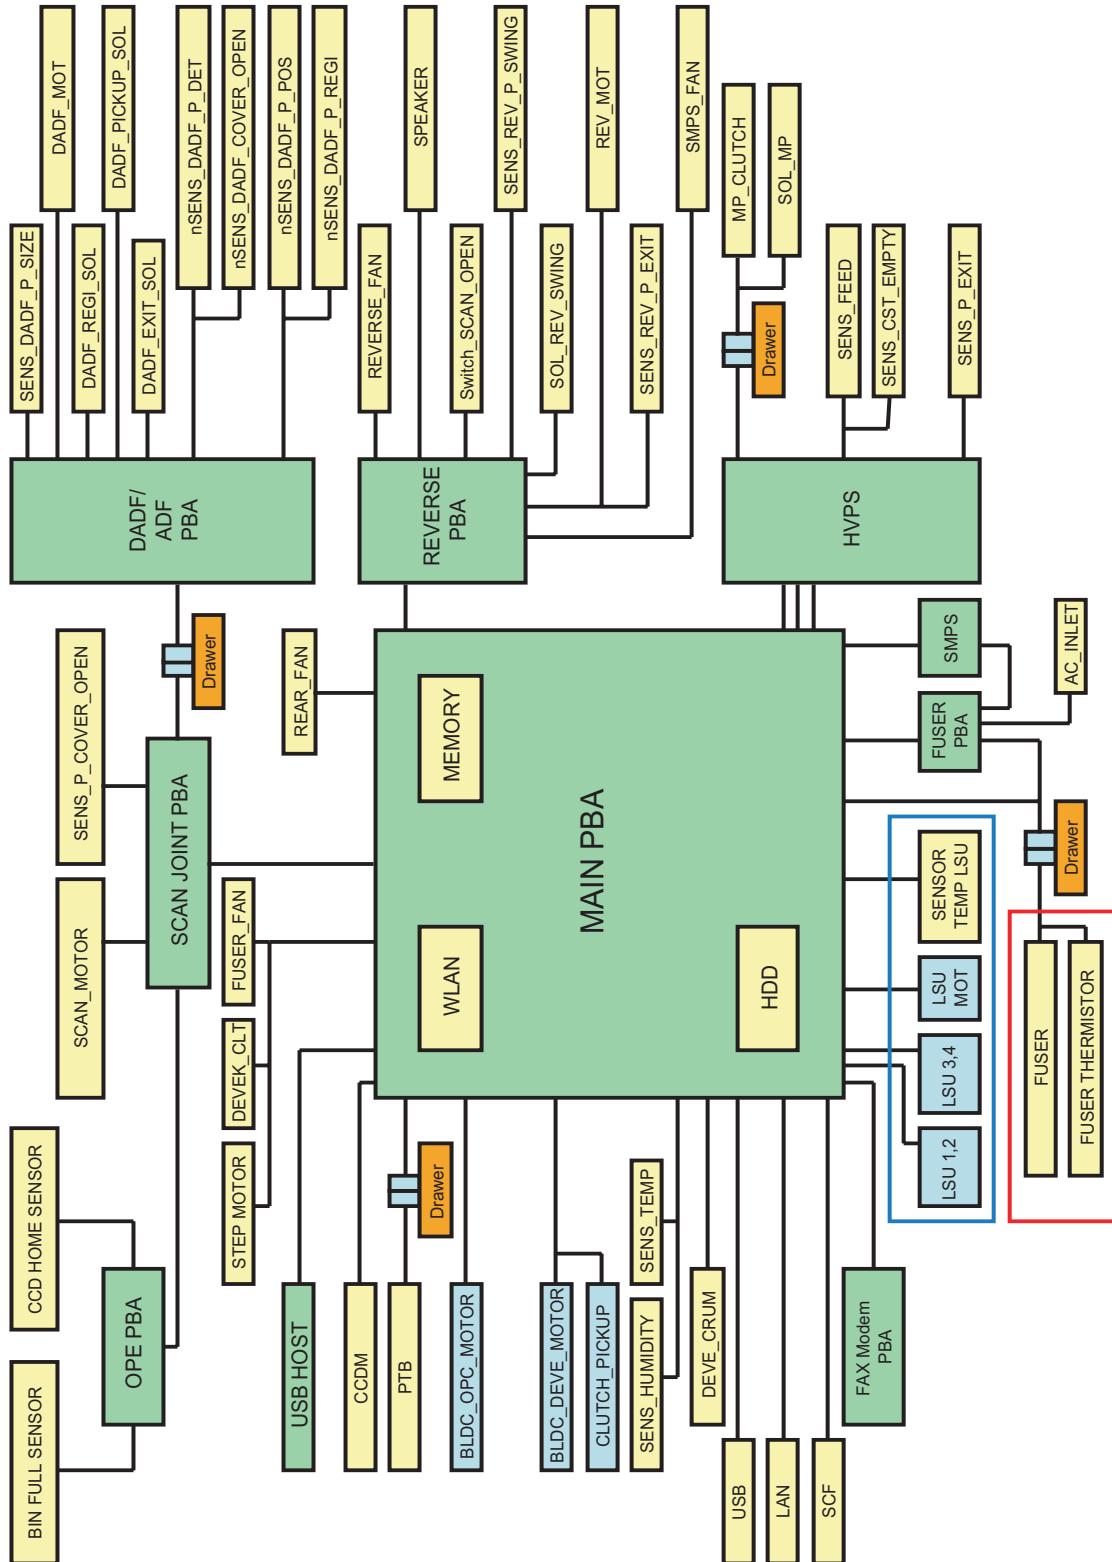 BIN FULL SENSOR
CCD HOME SENSOR
OPE PBA
SCAN_MOTOR
SENS_P_COVER_OPEN
SCAN JOINT PBA
Drawer
DADF/
ADF
PBA
SENS_DADF_P_SIZE
DADF_MOT
DADF_REGI_SOL
DADF_PICKUP_SOL
DADF_EXIT_SOL
nSENS_DADF_P_DET
nSENS_DADF_COVER_OPEN
nSENS_DADF_P_POS
nSENS_DADF_P_REGI
STEP MOTOR
DEVEK_CLT
FUSER_FAN
REAR_FAN
USB HOST
CCDM
PTB
Drawer
BLDC_OPC_MOTOR
BLDC_DEVE_MOTOR
CLUTCH_PICKUP
SENS_HUMIDITY
SENS_TEMP
DEVE_CRUM
USB
LAN
SCF
FAX Modem
PBA
WLAN
MEMORY
MAIN PBA
HDD
REVERSE
PBA
REVERSE_FAN
SPEAKER
Switch_SCAN_OPEN
SENS_REV_P_SWING
SOL_REV_SWING
REV_MOT
SENS_REV_P_EXIT
SMPS_FAN
HVPS
Drawer
MP_CLUTCH
SOL_MP
SENS_FEED
SENS_CST_EMPTY
SENS_P_EXIT
LSU 1,2
LSU 3,4
LSU
MOT
SENSOR
TEMP LSU
FUSER
PBA
SMPS
AC_INLET
Drawer
FUSER
FUSER THERMISTOR